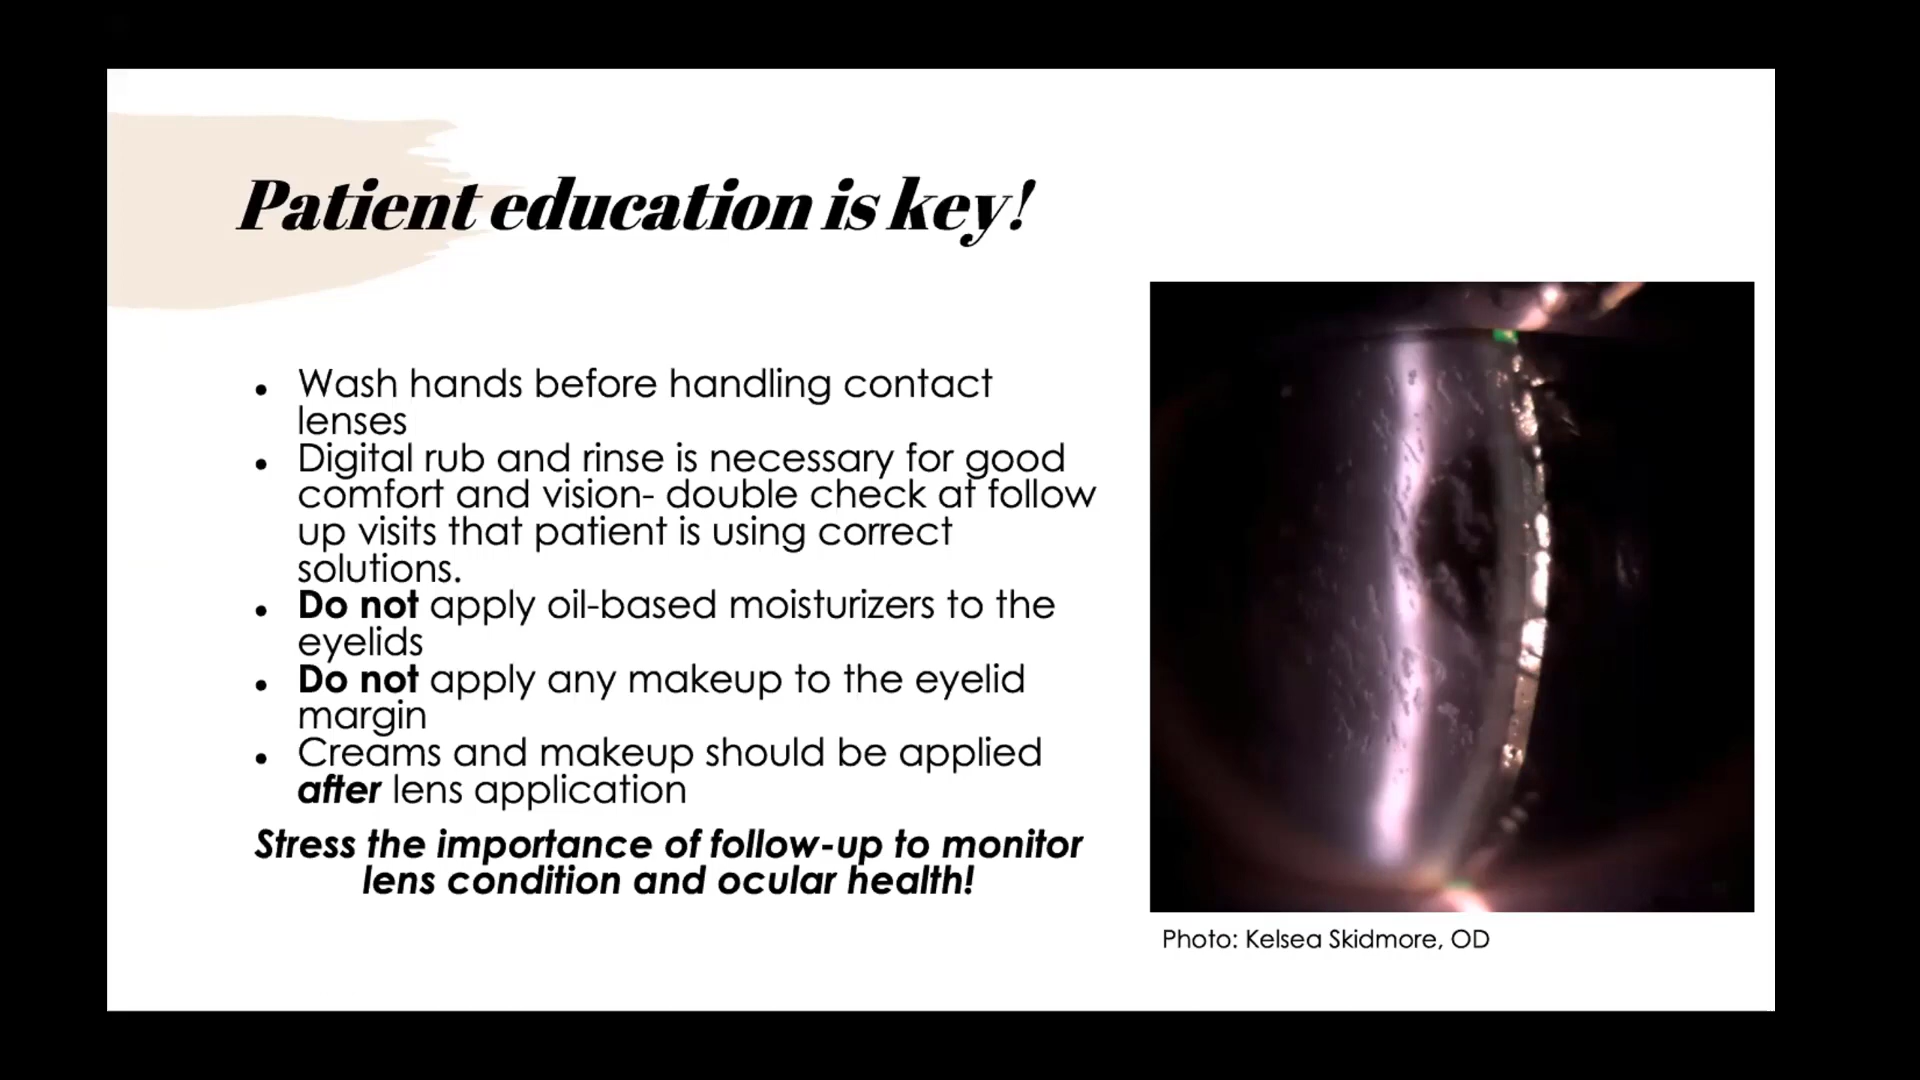 Patient education is key!
• Wash hands before handling contact
lenses
• Digital rub and rinse is necessary for good
comfort and vision- double check at follow
up visits that patient is using correct
solutions.
• Do not apply oil-based moisturizers to the
eyelids
• Do not apply any makeup to the eyelid
margin
• Creams and makeup should be applied
after lens application
Stress the importance of follow-up to monitor
lens condition and ocular health!
Photo: Kelsea Skidmore, OD